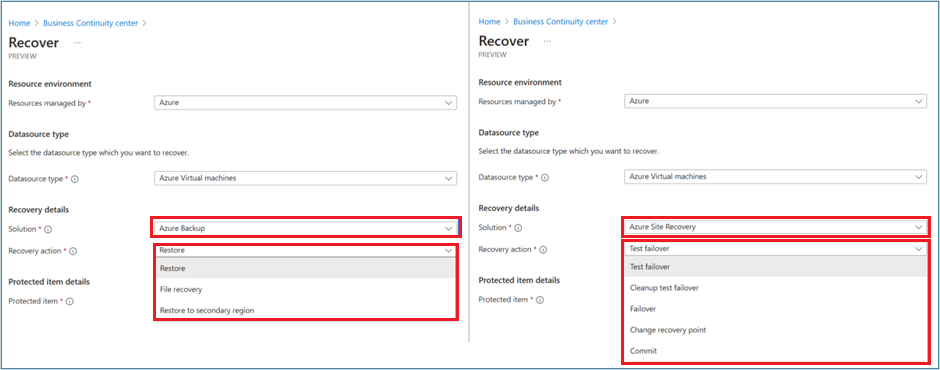 Home > Business Continuity center >
Recover ...
PREVIEW
Resource environment
Resources managed by *
Azure
Datasource type
Select the datasource type which you want to recover.
Datasource type *
Azure Virtual machines
Recovery details
Solution *
Azure Backup
Recovery action *
Restore
Restore
File recovery
Restore to secondary region
Protected item details
Protected item *
Home > Business Continuity center >
Recover ...
PREVIEW
Resource environment
Resources managed by *
Azure
Datasource type
Select the datasource type which you want to recover.
Datasource type *
Azure Virtual machines
Recovery details
Solution *
Azure Site Recovery
Recovery action *
Test failover
Test failover
Cleanup test failover
Failover
Change recovery point
Commit
Protected item details
Protected item *